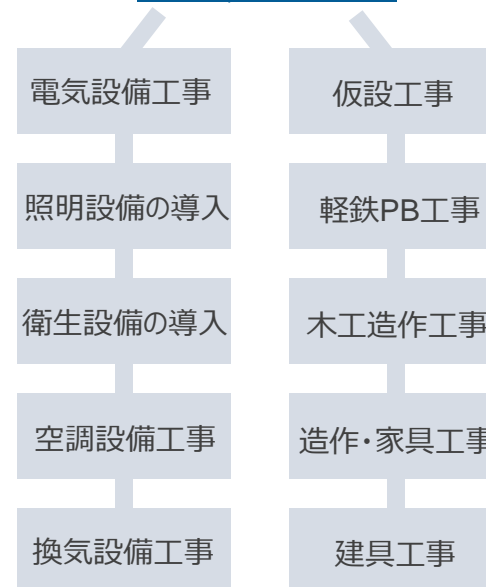 電気設備工事
照明設備の導入
衛生設備の導入
空調設備工事
換気設備工事
仮設工事
軽鉄PB工事
木工造作工事
造作・家具工事
建具工事